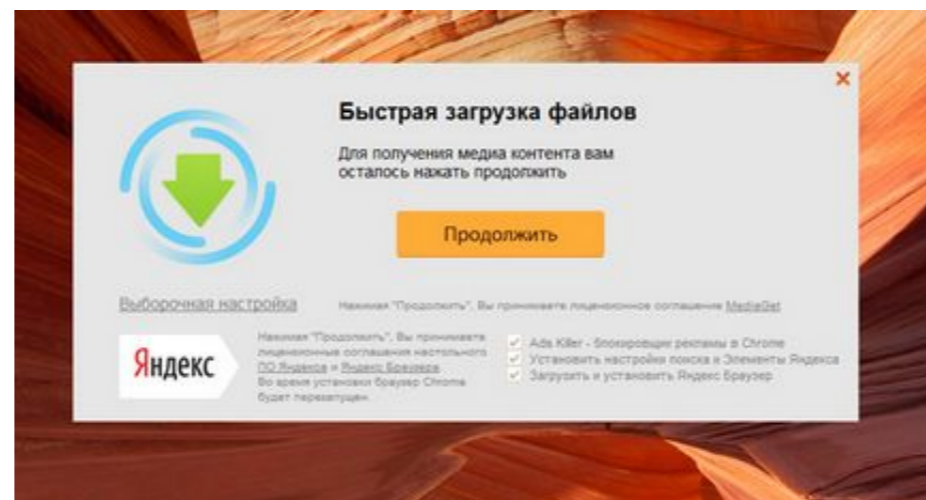 Быстрая загрузка файлов
Для получения медиа контента вам
осталось нажать продолжить
Продолжить
Выборочная настройка
Нажимая "Продолжить", Вы принимаете лицензионное соглашение MediaGet
Яндекс
Нажимая "Продолжить", Вы принимаете
лицензионные соглашения настольного
ПО Яндекса и Яндекс Браузера
Во время установки браузер Chrome
будет перезапущен.
Ads Killer - блокировщик рекламы в Chrome
Установить настройки поиска и Элементы Яндекса
Загрузить и установить Яндекс Браузер